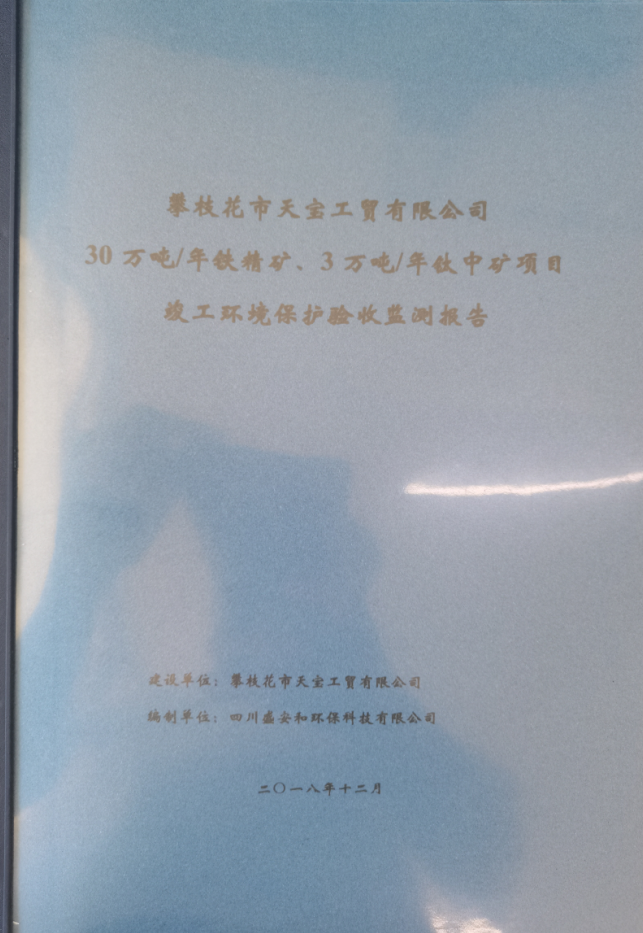 攀枝花市天宝工贸有限公司
30 万吨/年铁精矿、3 万吨/年钛中矿项目
竣工环境保护验收监测报告
建设单位：攀枝花市天宝工贸有限公司
编制单位：四川盛安和环保科技有限公司
二〇一八年十二月